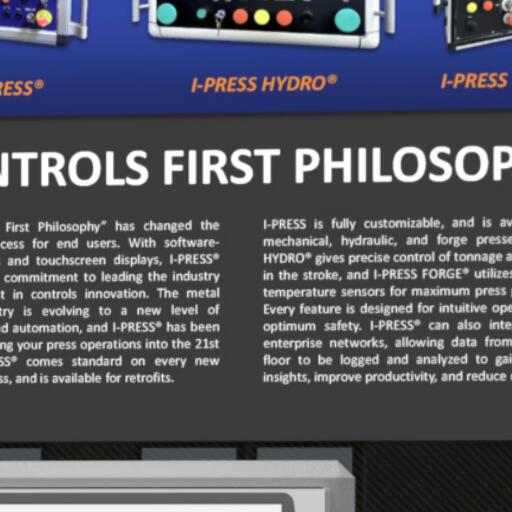 RESS®
I-PRESS HYDRO®
I-PRESS
NTROLS FIRST PHILOSOP
First Philosophy” has changed the
cess for end users. With software-
and touchscreen displays, I-PRESS®
commitment to leading the industry
t in controls innovation. The metal
try is evolving to a new level of
d automation, and I-PRESS® has been
ng your press operations into the 21st
SS® comes standard on every new
ss, and is available for retrofits.
I-PRESS is fully customizable, and is av
mechanical, hydraulic, and forge presse
HYDRO® gives precise control of tonnage a
in the stroke, and I-PRESS FORGE® utilizes
temperature sensors for maximum press
Every feature is designed for intuitive ope
optimum safety. I-PRESS® can also inte
enterprise networks, allowing data from
floor to be logged and analyzed to gai
insights, improve productivity, and reduce